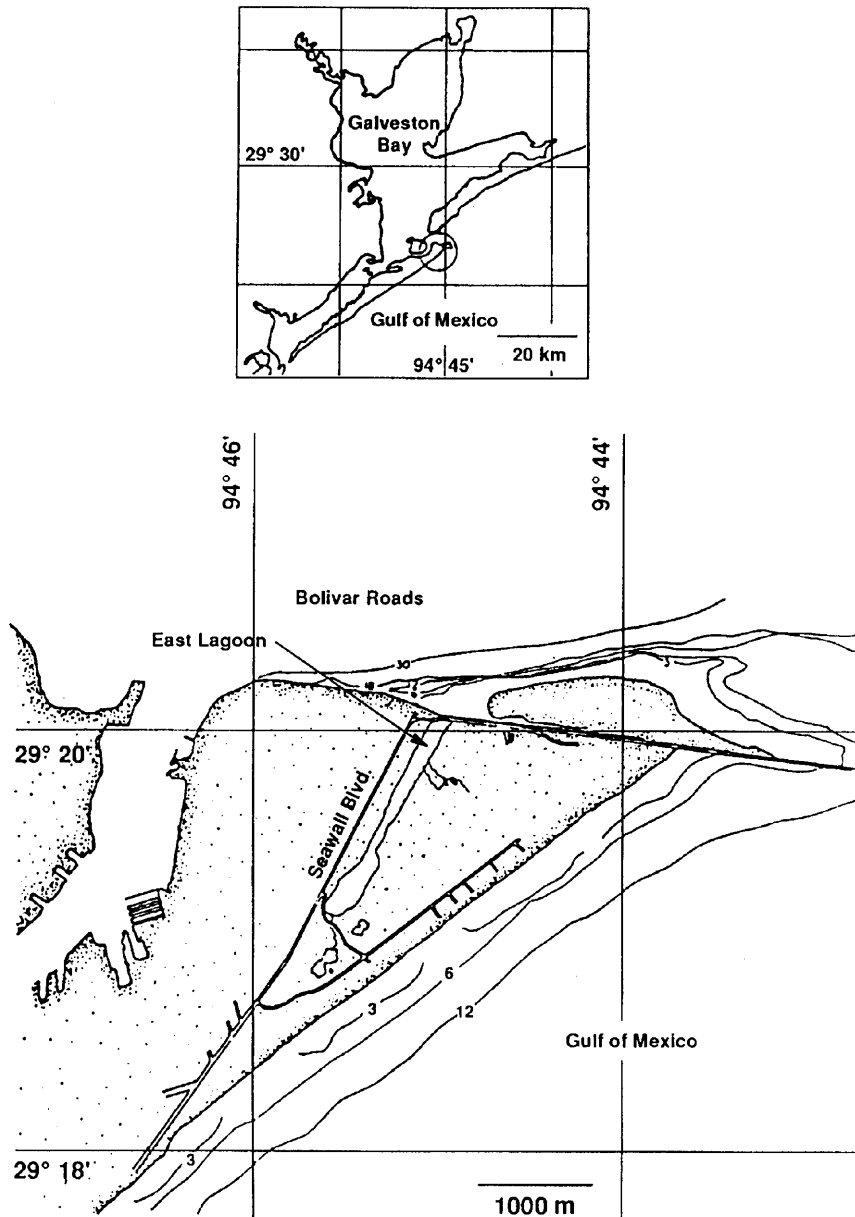 Galveston
Bay
29° 30'
Gulf of Mexico
20 km
94° 45'
94° 46'
94° 44'
Bolivar Roads
East Lagoon
29° 20'
Seawall Blvd.
6
3
12
Gulf of Mexico
29° 18'
3
1000 m